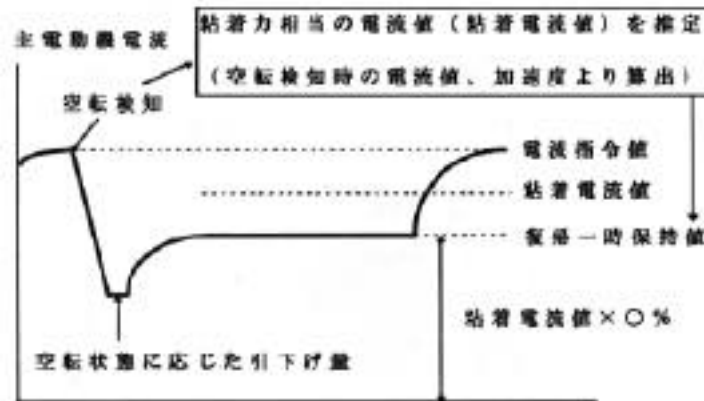 主電動機電流
粘着力相当の電流値（粘着電流値）を推定
（空転検知時の電流値、加速度より算出）
空転検知
電流指令値
粘着電流値
復帰一時保持値
粘着電流値×○％
空転状態に応じた引下げ量